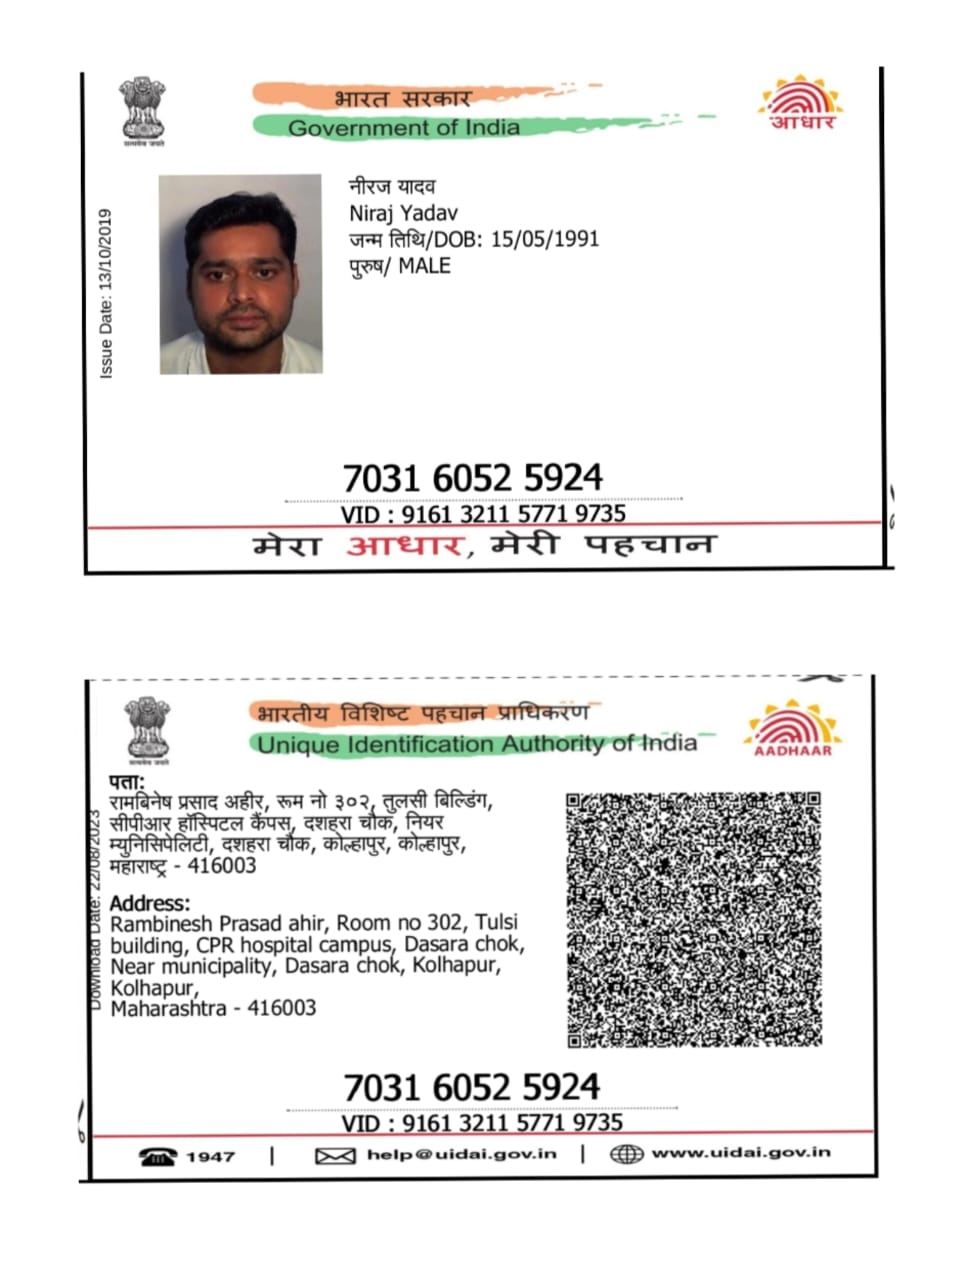 भारत सरकार
Government of India
सत्यमेव जयते
आधार
Issue Date: 13/10/2019
नीरज यादव
Niraj Yadav
जन्म तिथि/DOB: 15/05/1991
पुरुष/ MALE
7031 6052 5924
VID : 9161 3211 5771 9735
मेरा आधार, मेरी पहचान
भारतीय विशिष्ट पहचान प्राधिकरण
Unique Identification Authority of India
सत्यमेव जयते
AADHAAR
Download Date: 22/08/2023
पता:
रामबिनेष प्रसाद अहीर, रूम नो ३०२, तुलसी बिल्डिंग,
सीपीआर हॉस्पिटल कैंपस, दशहरा चौक, नियर
म्युनिसिपेलिटी, दशहरा चौक, कोल्हापुर, कोल्हापुर,
महाराष्ट्र - 416003
Address:
Rambinesh Prasad ahir, Room no 302, Tulsi
building, CPR hospital campus, Dasara chok,
Near municipality, Dasara chok, Kolhapur,
Kolhapur,
Maharashtra - 416003
7031 6052 5924
VID : 9161 3211 5771 9735
1947 | help@uidai.gov.in | www.uidai.gov.in